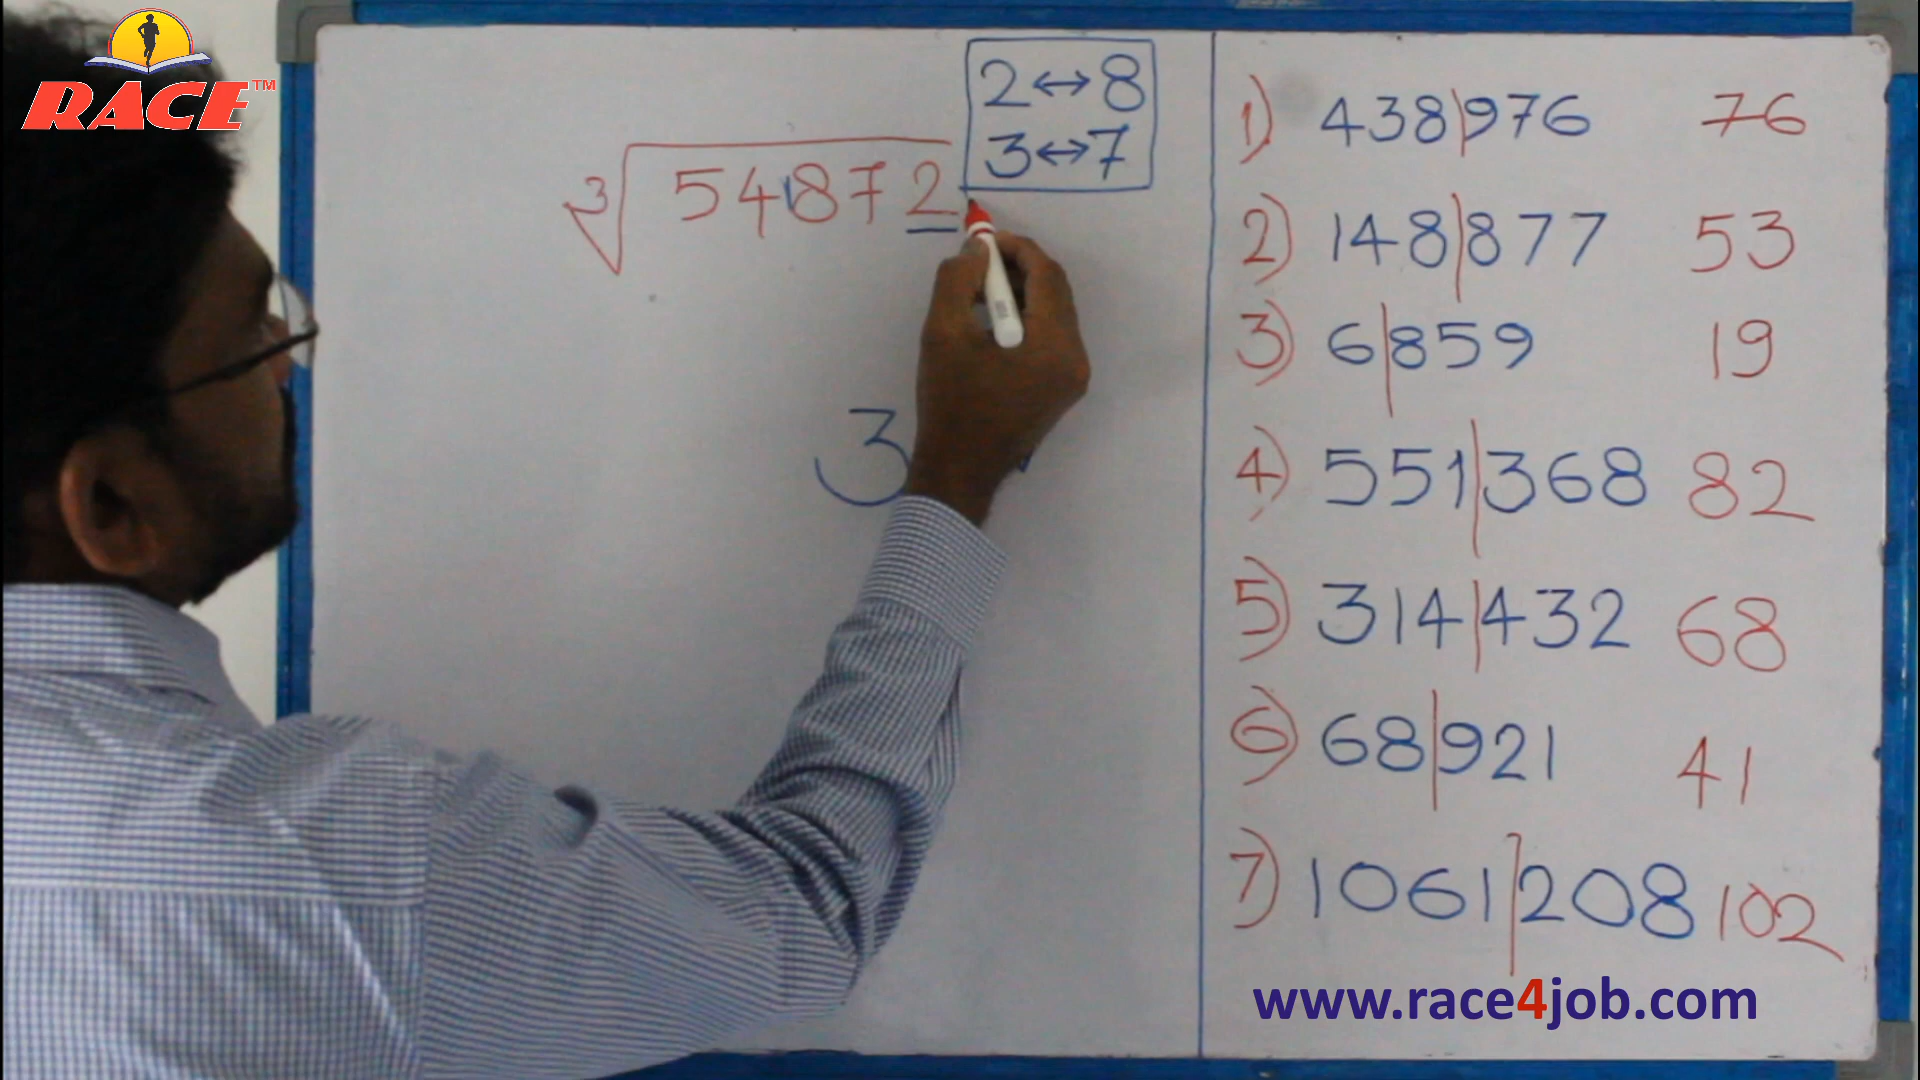 RACE™
2↔8
3↔7
∛54872
3
1) 438|976 76
2) 148|877 53
3) 6|859 19
4) 551|368 82
5) 314|432 68
6) 68|921 41
7) 1061|208 102
www.race4job.com